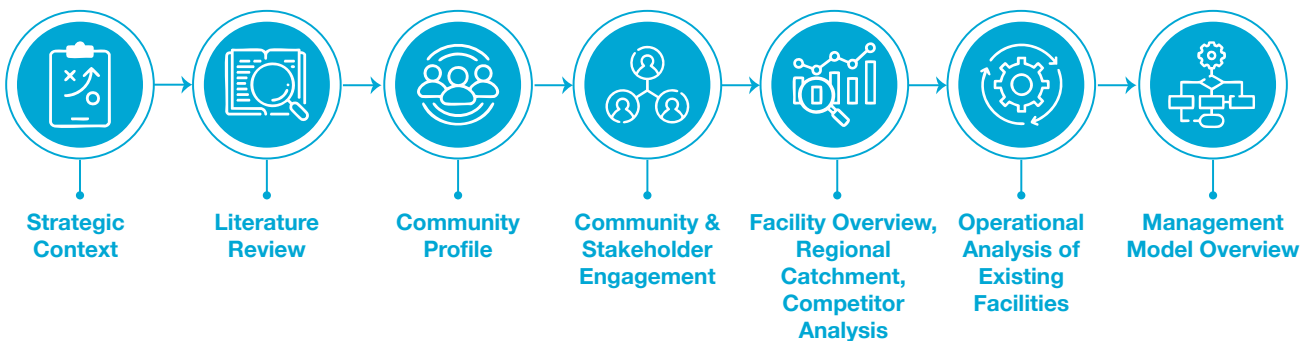 Strategic
Context
Literature
Review
Community
Profile
Community &
Stakeholder
Engagement
Facility Overview,
Regional
Catchment,
Competitor
Analysis
Operational
Analysis of
Existing
Facilities
Management
Model Overview